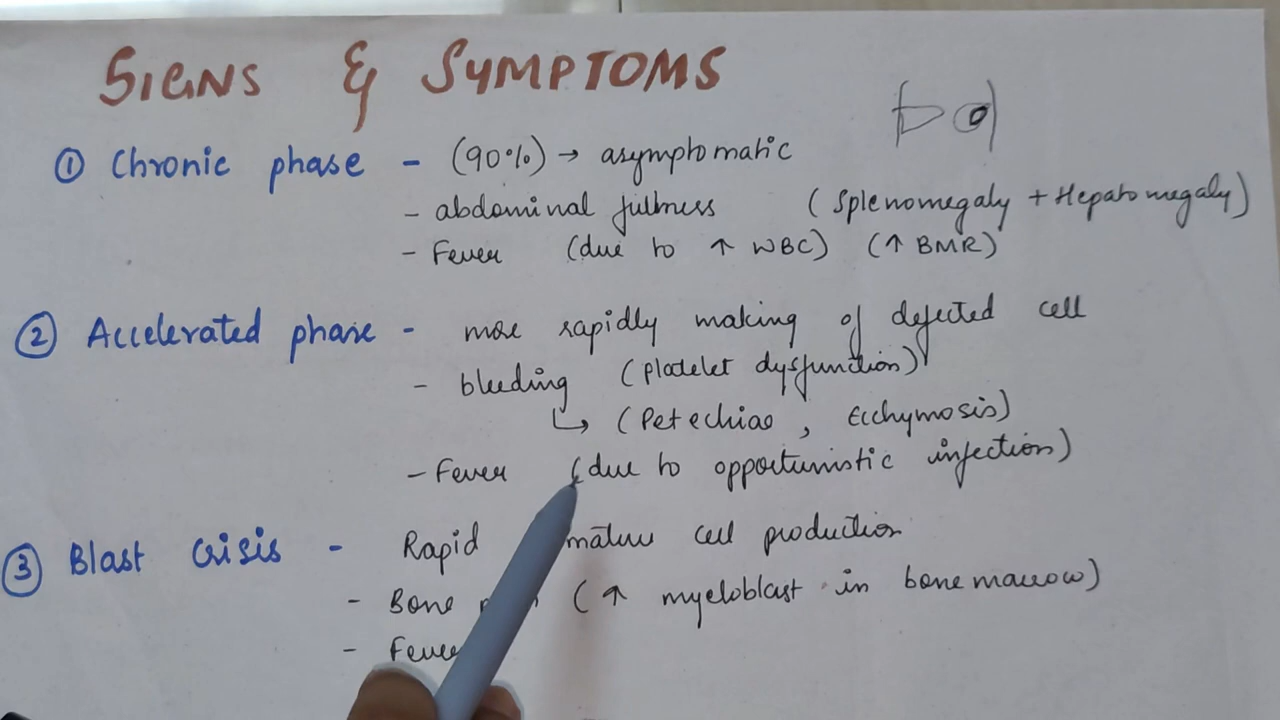 SIGNS & SYMPTOMS
① Chronic phase - (90%) → asymptomatic
- abdominal fullness (Splenomegaly + Hepatomegaly)
- Fever (due to ↑ WBC) (↑ BMR)
② Accelerated phase - more rapidly making of defected cell
- bleeding (Platelet dysfunction)
↳ (Petechiae, Ecchymosis)
- Fever (due to opportunistic infection)
③ Blast Crisis - Rapid mature cell production
- Bone (↑ myeloblast in bone marrow)
- Fever